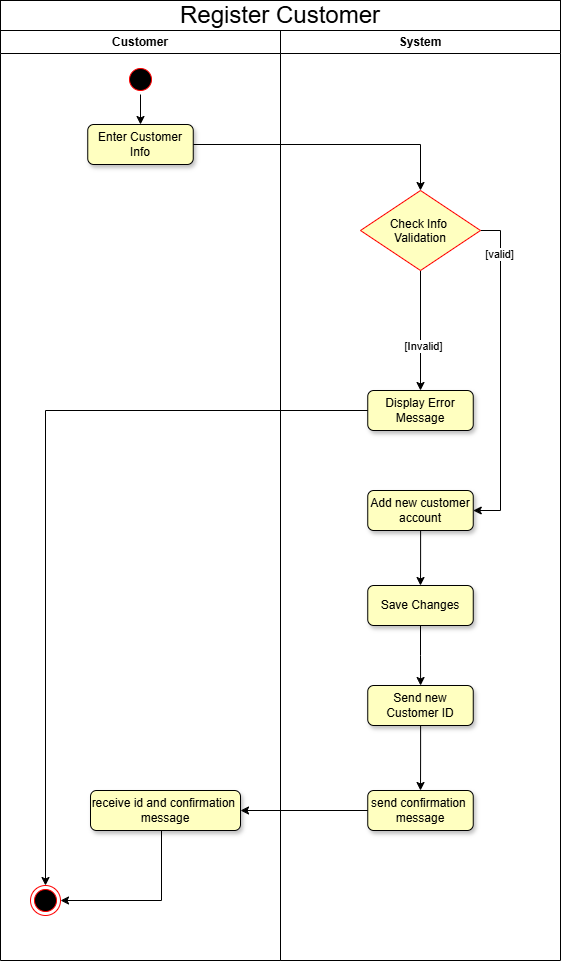 Register Customer
Customer
System
Enter Customer
Info
Check Info
Validation
[valid]
[Invalid]
Display Error
Message
Add new customer
account
Save Changes
Send new
Customer ID
receive id and confirmation
message
send confirmation
message